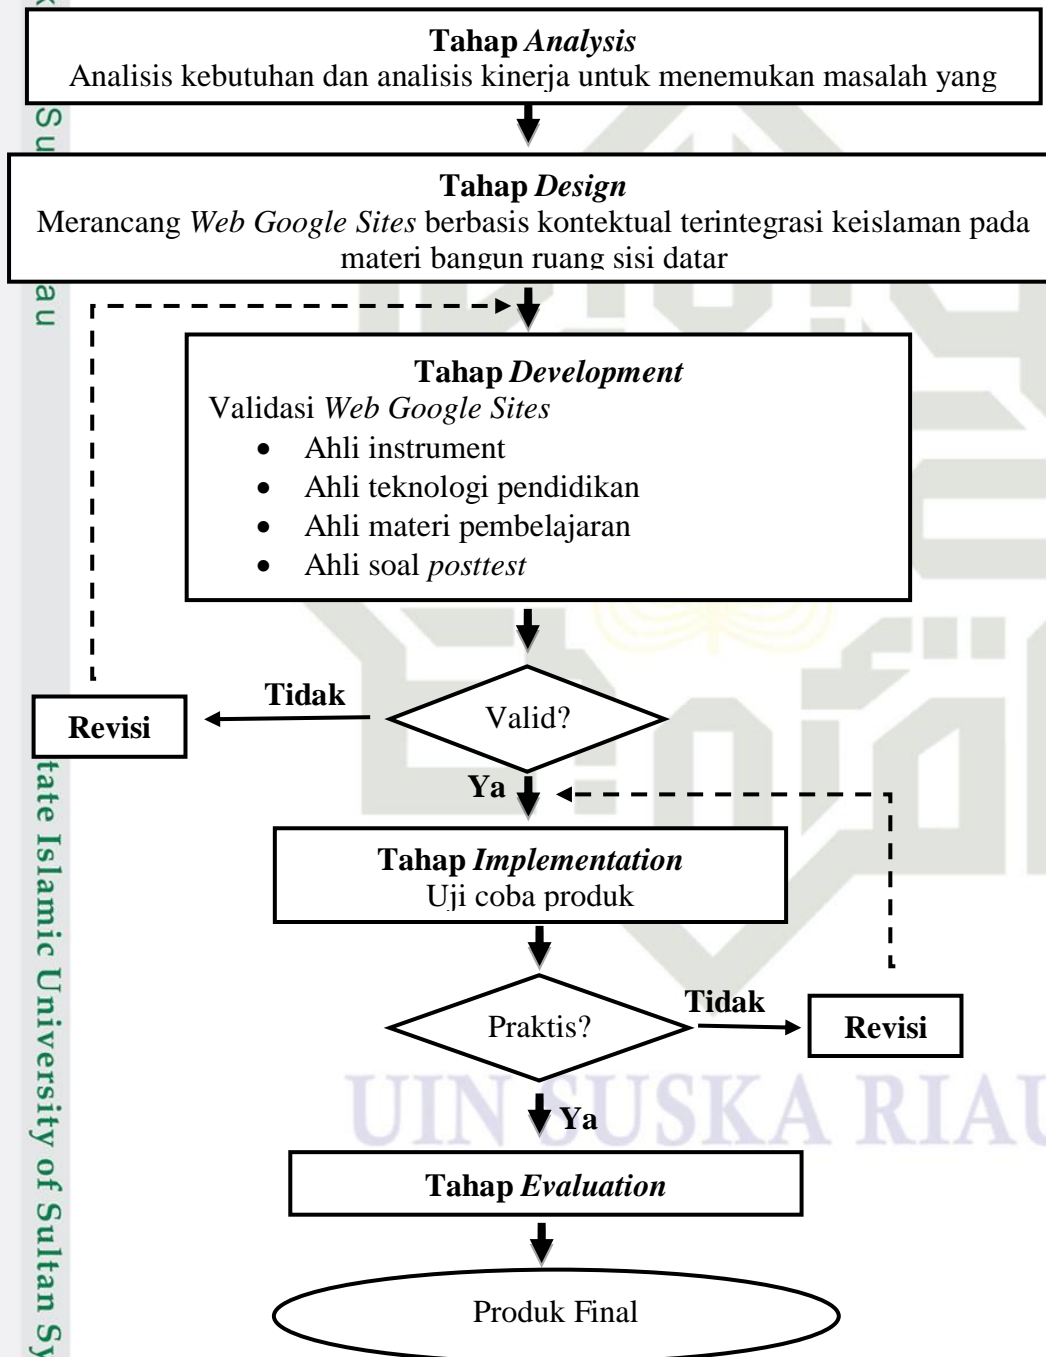 Tahap Analysis
Analisis kebutuhan dan analisis kinerja untuk menemukan masalah yang
Tahap Design
Merancang Web Google Sites berbasis kontektual terintegrasi keislaman pada
materi bangun ruang sisi datar
Tahap Development
Validasi Web Google Sites
• Ahli instrument
• Ahli teknologi pendidikan
• Ahli materi pembelajaran
• Ahli soal posttest
Tidak
Valid?
Revisi
Ya
Tahap Implementation
Uji coba produk
Praktis?
Tidak
Revisi
Ya
Tahap Evaluation
Produk Final
UIN SUSKA RIAU
Su
au
tate Islamic University of Sultan Sy